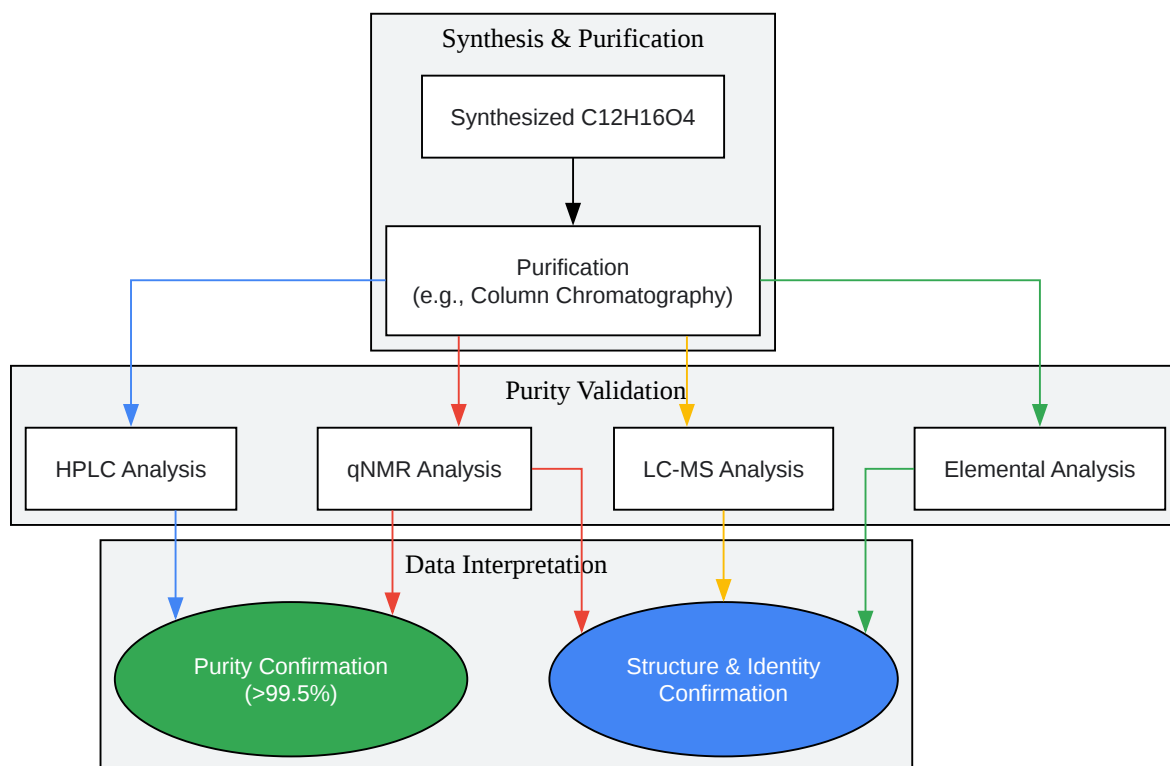 Synthesis & Purification
Synthesized C12H16O4
Purification
(e.g., Column Chromatography)
Purity Validation
HPLC Analysis
qNMR Analysis
LC-MS Analysis
Elemental Analysis
Data Interpretation
Purity Confirmation
(>99.5%)
Structure & Identity
Confirmation